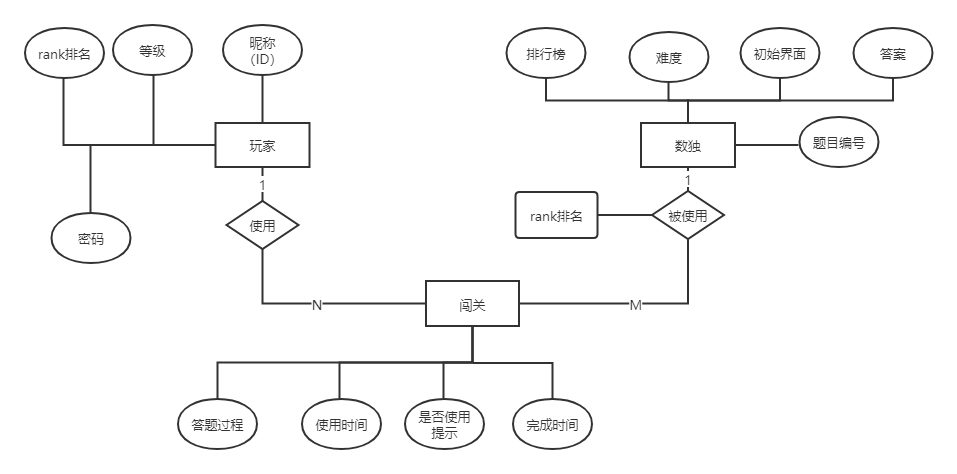 rank排名
等级
昵称
(ID)
排行榜
难度
初始界面
答案
玩家
数独
题目编号
1
1
rank排名
使用
被使用
密码
N
闯关
M
答题过程
使用时间
是否使用
提示
完成时间